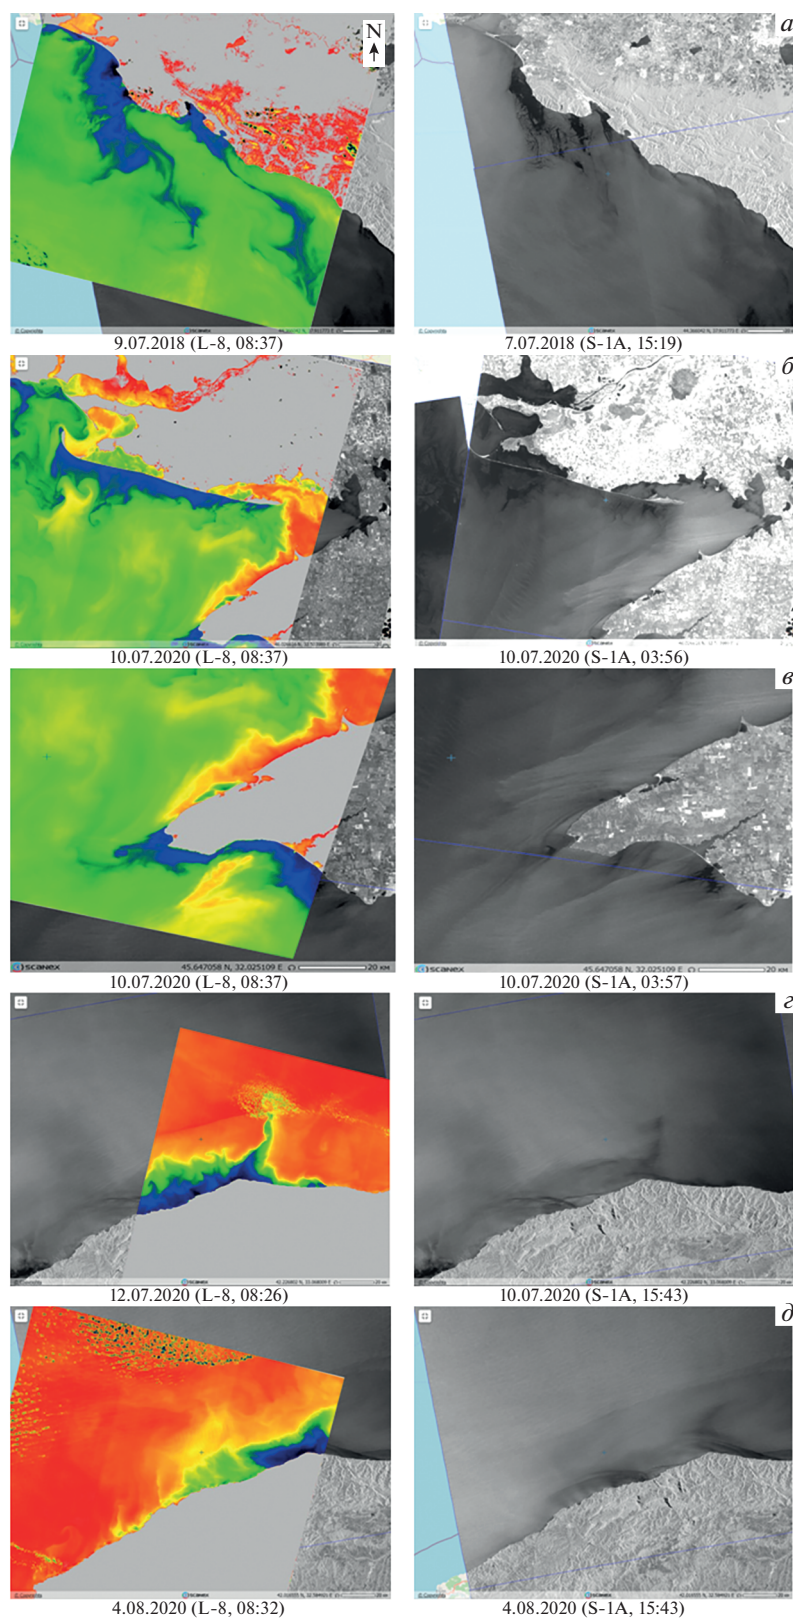 N
а
9.07.2018 (L-8, 08:37)
7.07.2018 (S-1A, 15:19)
б
10.07.2020 (L-8, 08:37)
10.07.2020 (S-1A, 03:56)
в
scanex 45.647058 N, 32.025109 E 20 км
45.647058 N, 32.025109 E 20 км
10.07.2020 (L-8, 08:37)
10.07.2020 (S-1A, 03:57)
г
12.07.2020 (L-8, 08:26)
10.07.2020 (S-1A, 15:43)
д
4.08.2020 (L-8, 08:32)
4.08.2020 (S-1A, 15:43)